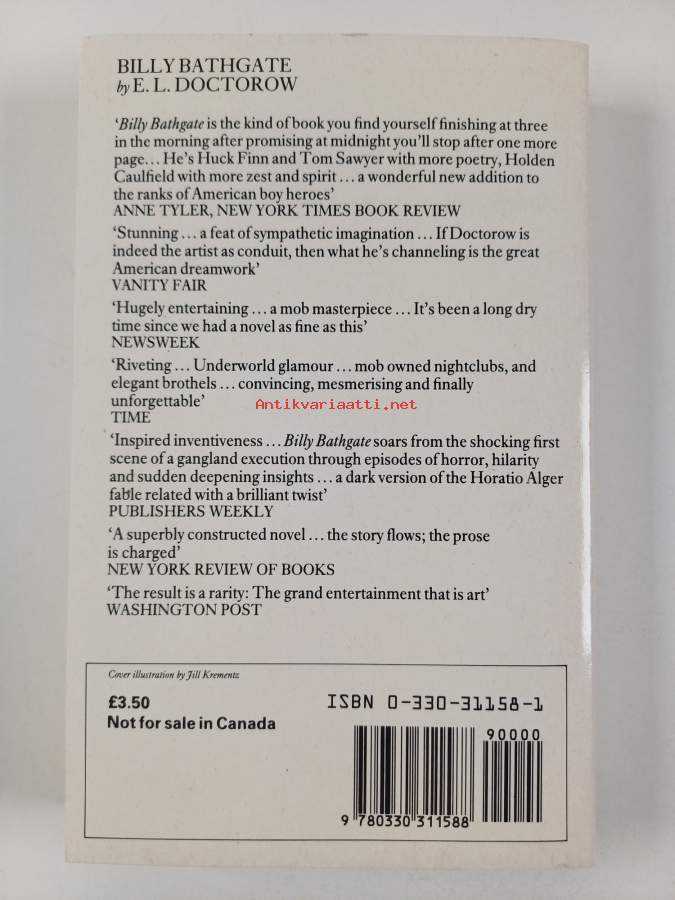 BILLY BATHGATE
by E. L. DOCTOROW
‘Billy Bathgate is the kind of book you find yourself finishing at three
in the morning after promising at midnight you’ll stop after one more
page... He’s Huck Finn and Tom Sawyer with more poetry, Holden
Caulfield with more zest and spirit ... a wonderful new addition to
the ranks of American boy heroes’
ANNE TYLER, NEW YORK TIMES BOOK REVIEW
‘Stunning ... a feat of sympathetic imagination ... If Doctorow is
indeed the artist as conduit, then what he’s channeling is the great
American dreamwork’
VANITY FAIR
‘Hugely entertaining ... a mob masterpiece ... It’s been a long dry
time since we had a novel as fine as this’
NEWSWEEK
‘Riveting ... Underworld glamour ... mob owned nightclubs, and
elegant brothels ... convincing, mesmerising and finally
unforgettable’
Antikvariaatti.net
TIME
‘Inspired inventiveness ... Billy Bathgate soars from the shocking first
scene of a gangland execution through episodes of horror, hilarity
and sudden deepening insights ... a dark version of the Horatio Alger
fable related with a brilliant twist’
PUBLISHERS WEEKLY
‘A superbly constructed novel ... the story flows; the prose
is charged’
NEW YORK REVIEW OF BOOKS
‘The result is a rarity: The grand entertainment that is art’
WASHINGTON POST
Cover illustration by Jill Krementz
£3.50
Not for sale in Canada
ISBN 0-330-31158-1
90000
9 780330 311588